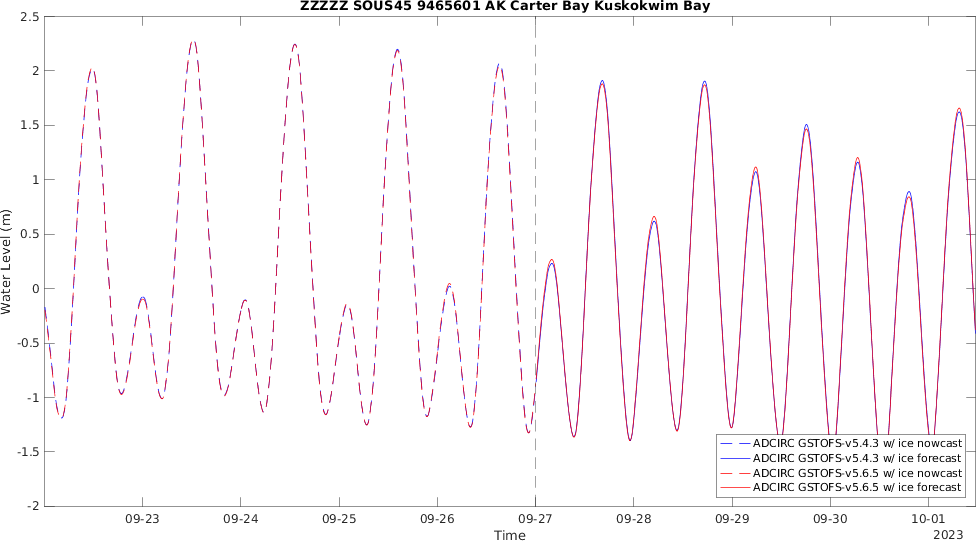 ZZZZZ SOUS45 9465601 AK Carter Bay Kuskokwim Bay
2.5
2
1.5
1
0.5
0
-0.5
-1
-1.5
-2
Water Level (m)
ADCIRC GSTOFS-v5.4.3 w/ ice nowcast
ADCIRC GSTOFS-v5.4.3 w/ ice forecast
ADCIRC GSTOFS-v5.6.5 w/ ice nowcast
ADCIRC GSTOFS-v5.6.5 w/ ice forecast
09-23 09-24 09-25 09-26 09-27 09-28 09-29 09-30 10-01
Time
2023